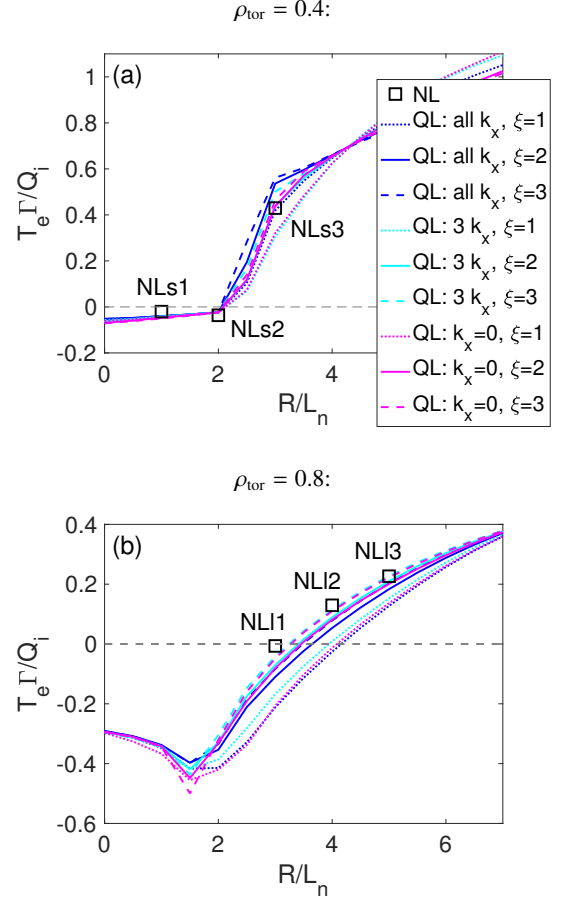 ρtor = 0.4:
(a)
1
0.8
0.6
0.4
0.2
0
-0.2
TeΓ/Qi
NLs1
NLs2
NLs3
NL
QL: all kx, ξ=1
QL: all kx, ξ=2
QL: all kx, ξ=3
QL: 3 kx, ξ=1
QL: 3 kx, ξ=2
QL: 3 kx, ξ=3
QL: kx=0, ξ=1
QL: kx=0, ξ=2
QL: kx=0, ξ=3
0 2 4 6
R/Ln
ρtor = 0.8:
(b)
0.4
0.2
0
-0.2
-0.4
-0.6
TeΓ/Qi
NLl1
NLl2
NLl3
0 2 4 6
R/Ln